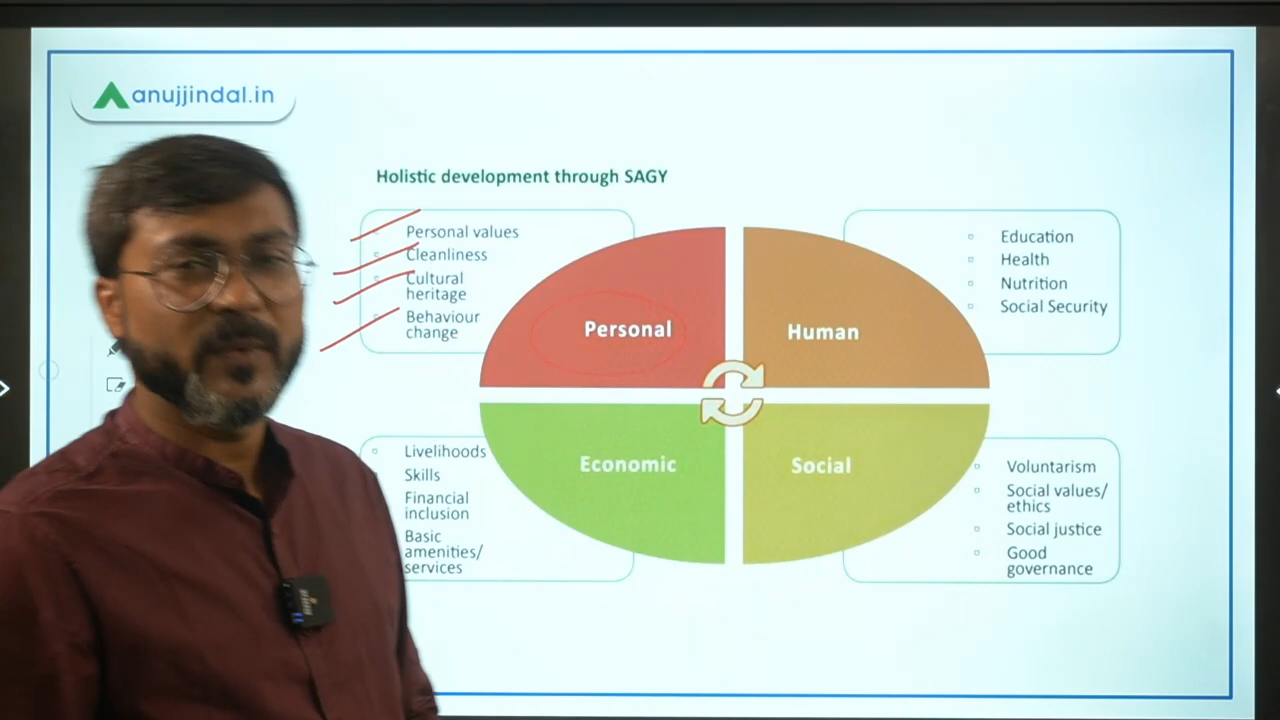 anujjindal.in
Holistic development through SAGY
Personal values
Cleanliness
Cultural
heritage
Behaviour
change
Personal
Human
Education
Health
Nutrition
Social Security
Livelihoods
Skills
Financial
inclusion
Basic
amenities/
services
Economic
Social
Voluntarism
Social values/
ethics
Social justice
Good
governance